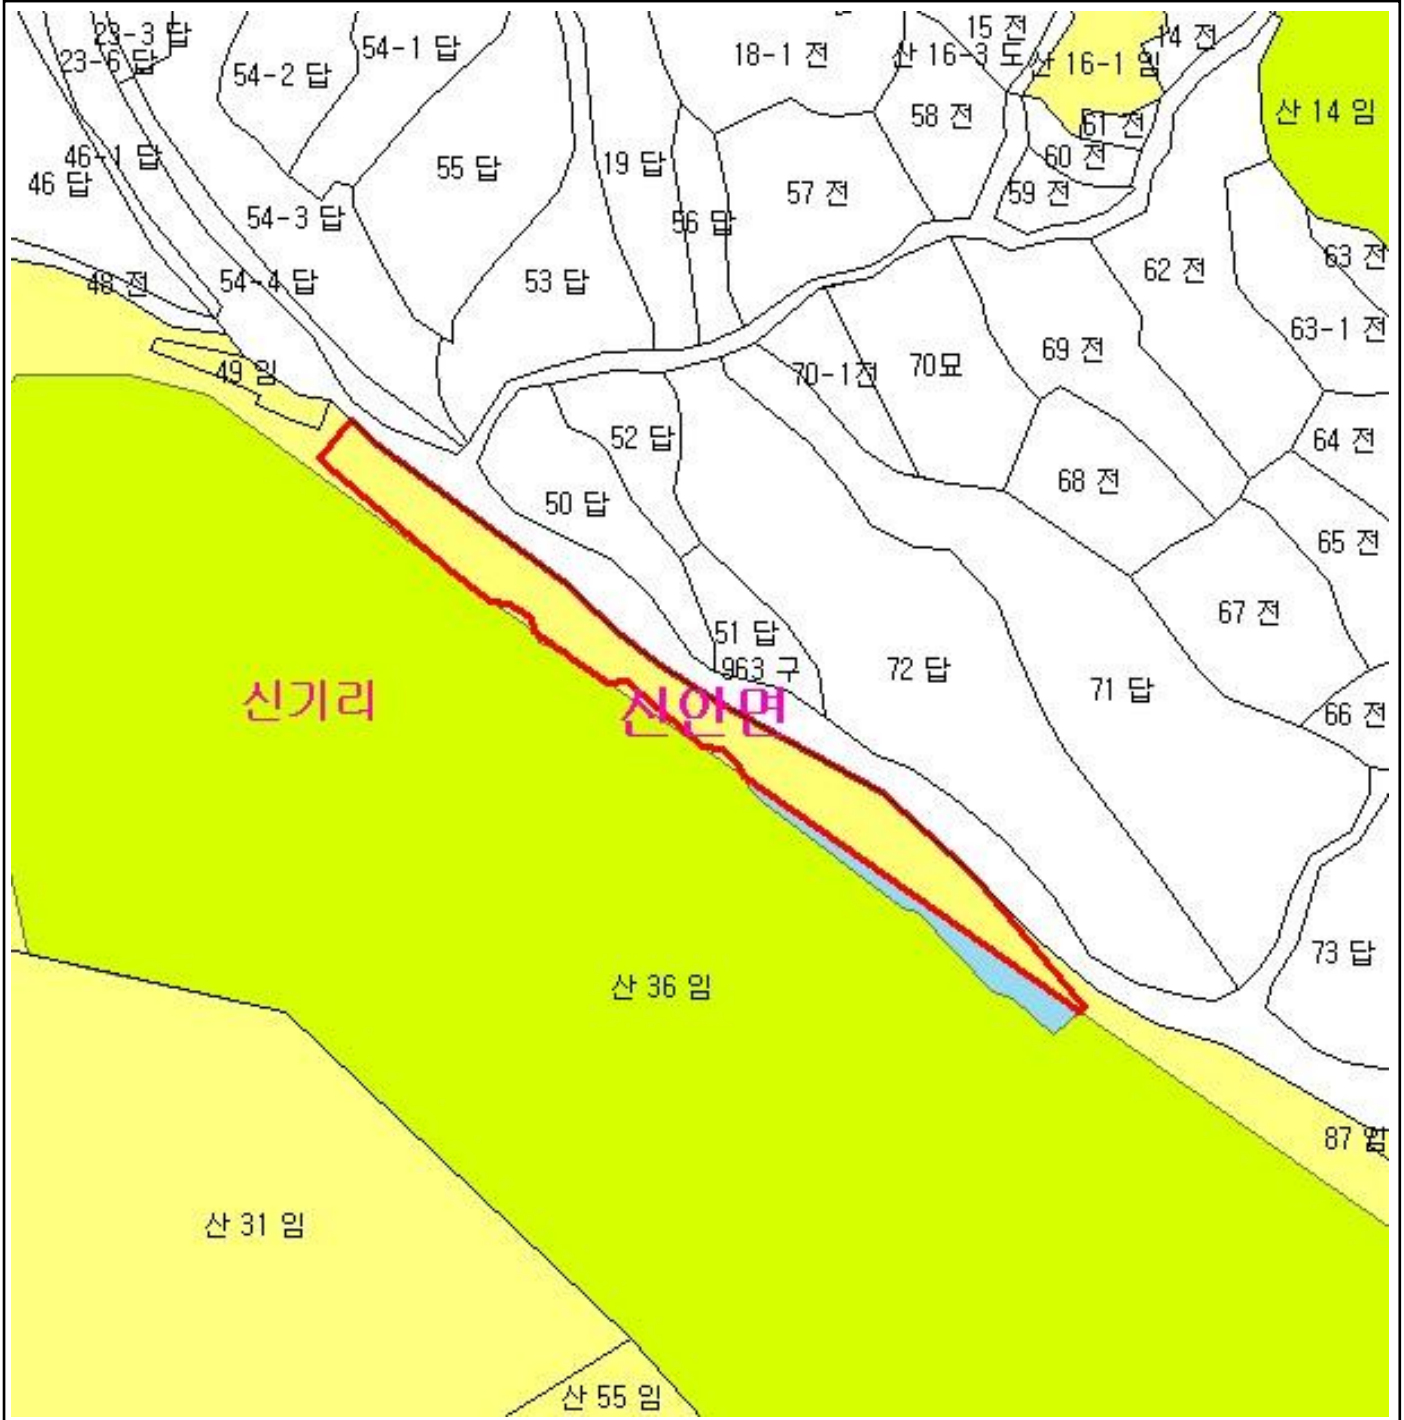 23-3 답
54-1 답
15 전
14 전
23-6 답
54-2 답
18-1 전
산 16-3 도
산 16-1 임
산 14 임
58 전
61 전
46-1 답
55 답
19 답
60 전
46 답
57 전
59 전
54-3 답
56 답
63 전
48 전
54-4 답
53 답
62 전
63-1 전
49 임
70-1전
70묘
69 전
52 답
64 전
50 답
68 전
65 전
51 답
67 전
963 구
72 답
71 답
신기리
신안면
66 전
73 답
산 36 임
87 임
산 31 임
산 55 임